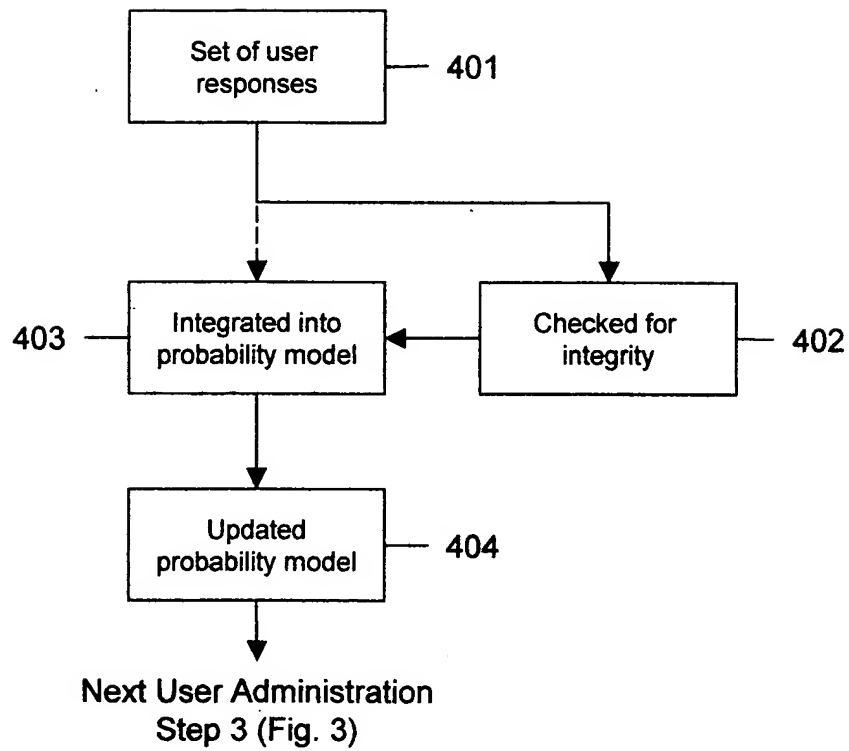 Set of user
responses
401
Integrated into
probability model
403
Checked for
integrity
402
Updated
probability model
404
Next User Administration
Step 3 (Fig. 3)